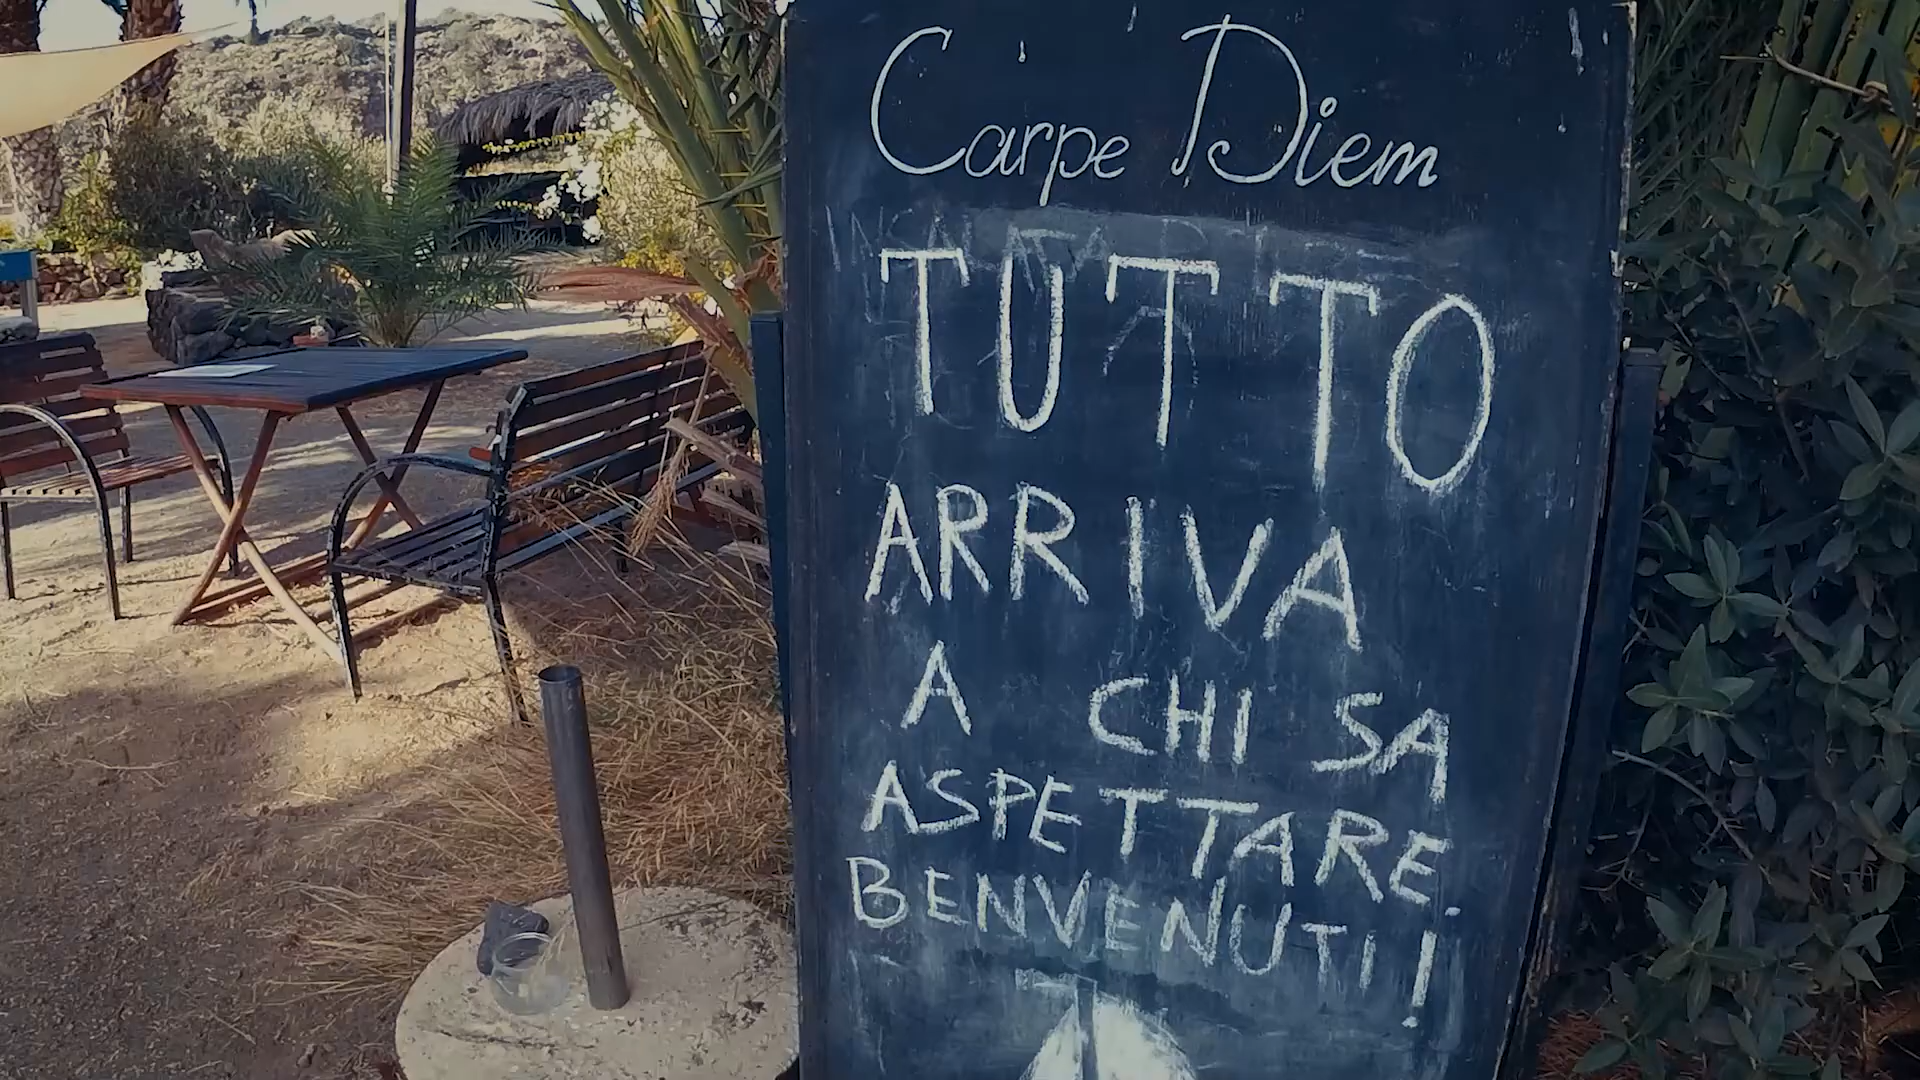 Carpe Diem
TUTTO
ARRIVA
A CHI SA
ASPETTARE.
BENVENUTI!